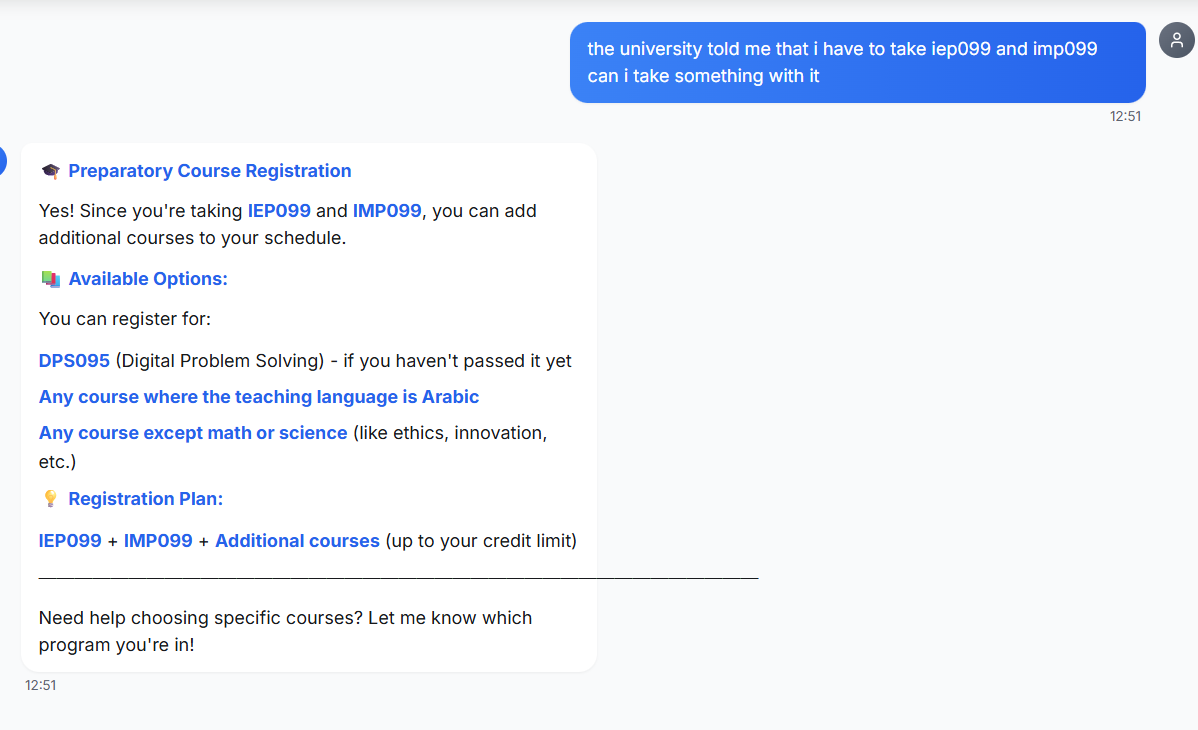 the university told me that i have to take iep099 and imp099
can i take something with it
12:51
🎓 Preparatory Course Registration
Yes! Since you're taking IEP099 and IMP099, you can add
additional courses to your schedule.
📚 Available Options:
You can register for:
DPS095 (Digital Problem Solving) - if you haven't passed it yet
Any course where the teaching language is Arabic
Any course except math or science (like ethics, innovation,
etc.)
💡 Registration Plan:
IEP099 + IMP099 + Additional courses (up to your credit limit)
Need help choosing specific courses? Let me know which
program you're in!
12:51